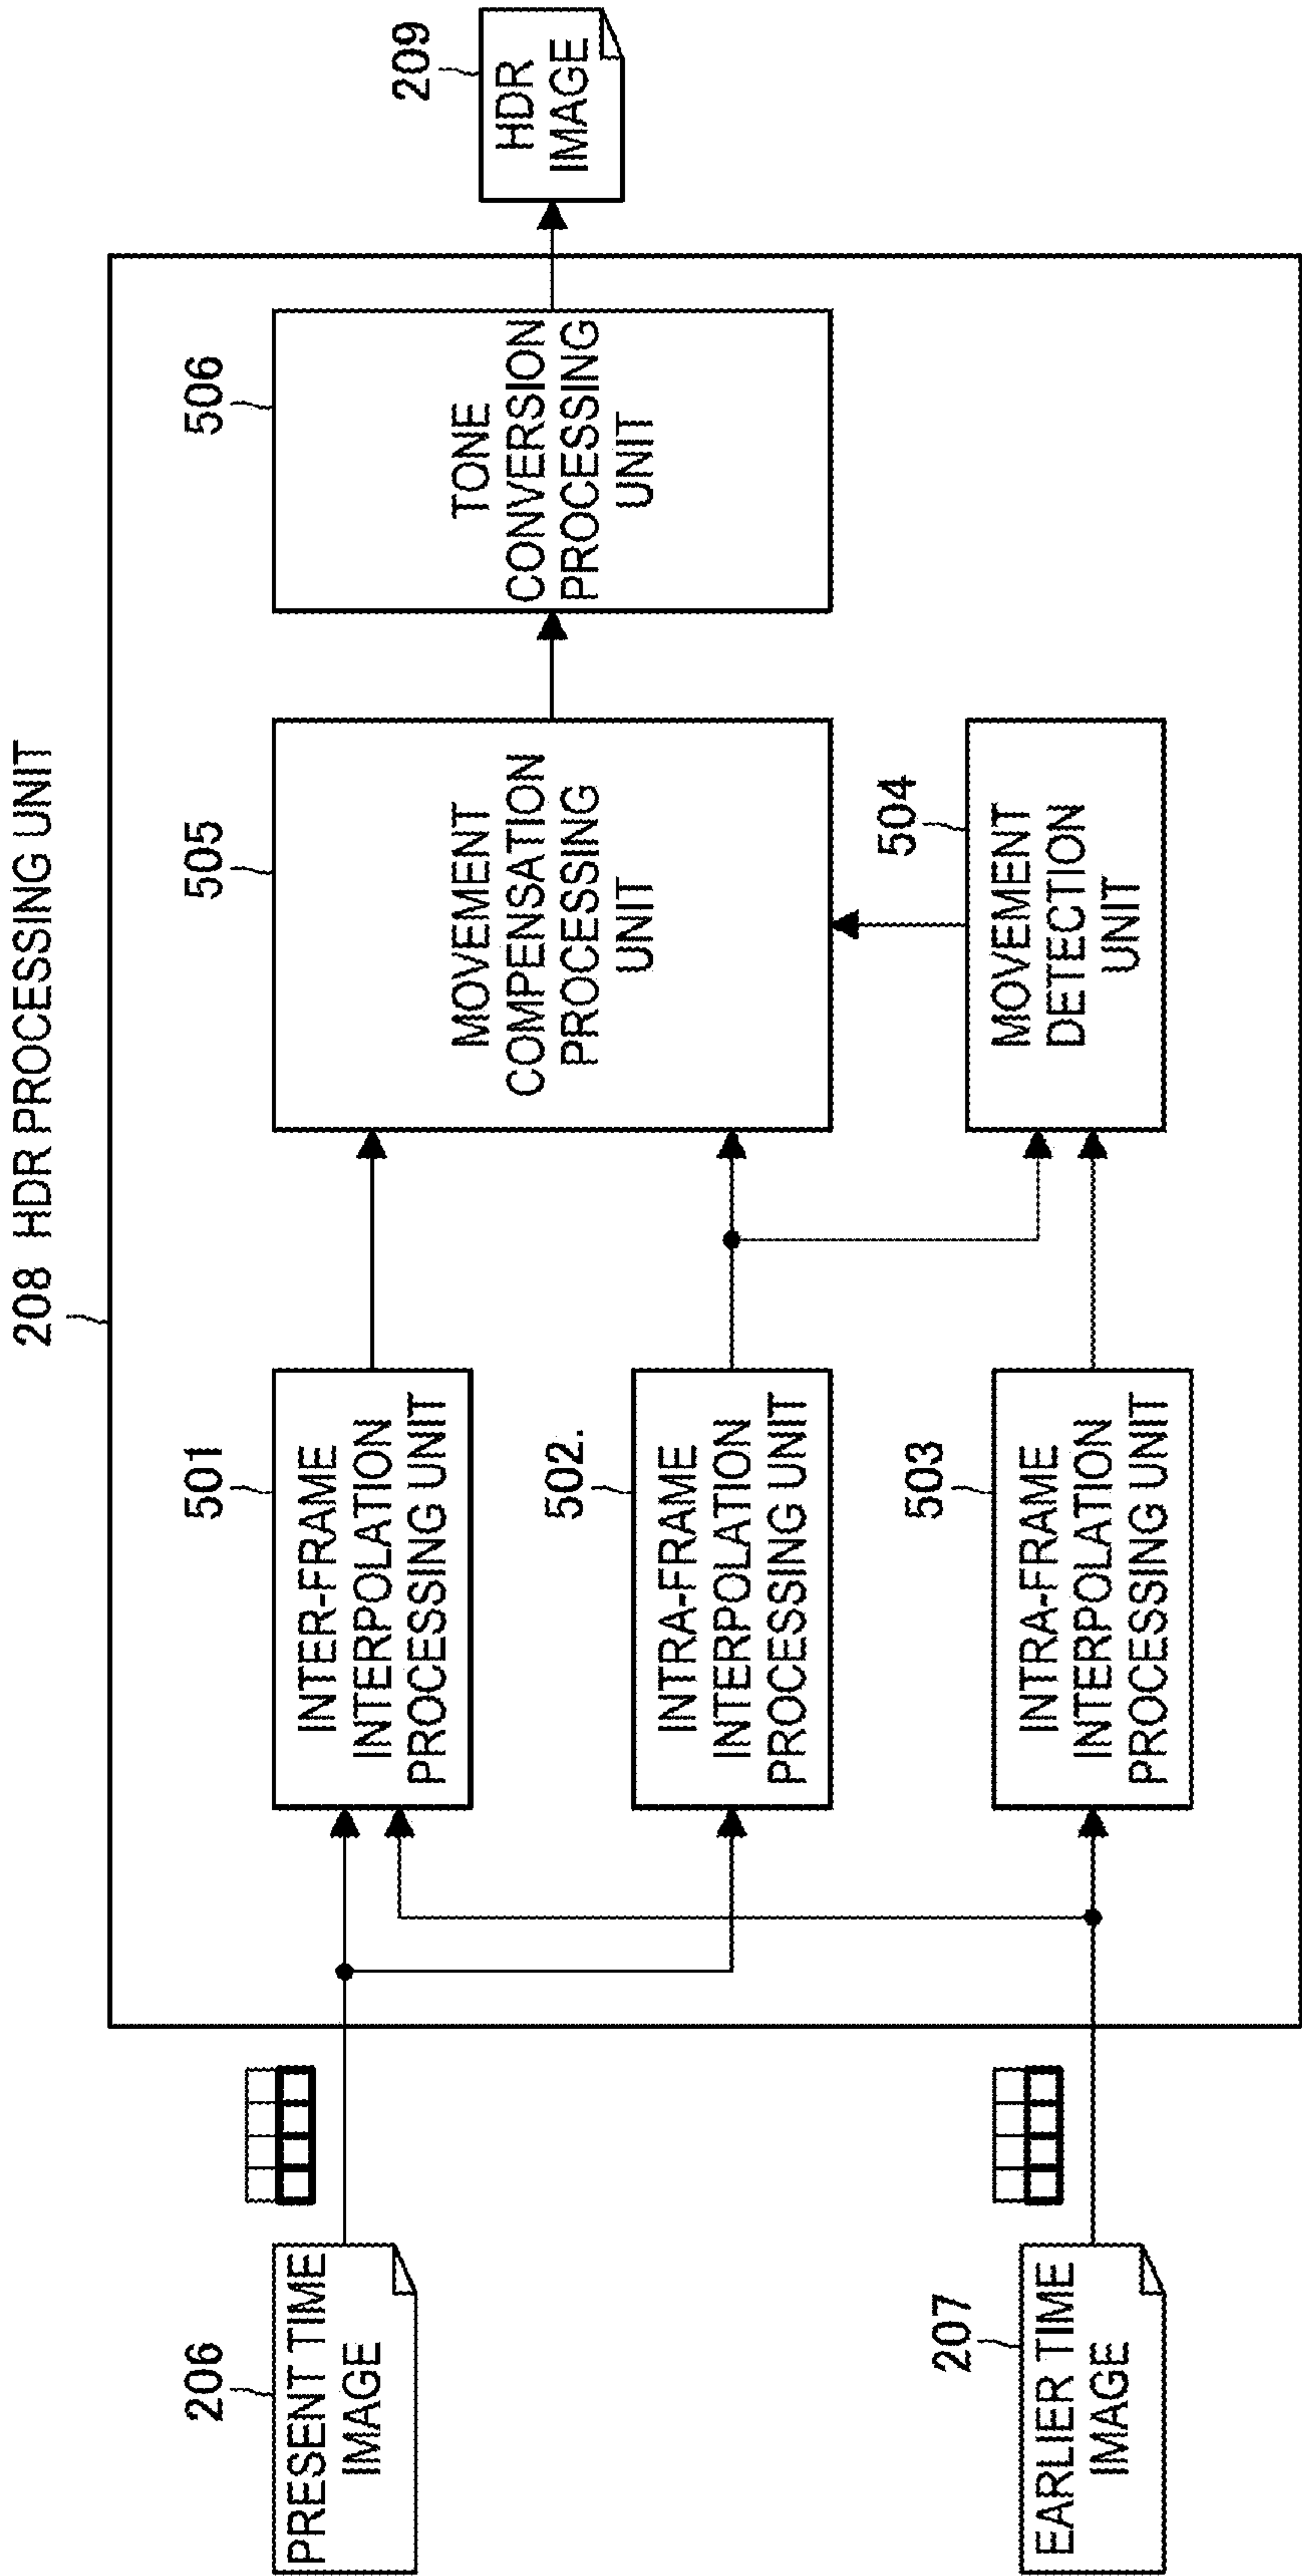 208 HDR PROCESSING UNIT
206
PRESENT TIME
IMAGE
207
EARLIER TIME
IMAGE
501
INTER-FRAME
INTERPOLATION
PROCESSING UNIT
502.
INTRA-FRAME
INTERPOLATION
PROCESSING UNIT
503
INTRA-FRAME
INTERPOLATION
PROCESSING UNIT
505
MOVEMENT
COMPENSATION
PROCESSING
UNIT
504
MOVEMENT
DETECTION
UNIT
506
TONE
CONVERSION
PROCESSING
UNIT
209
HDR
IMAGE